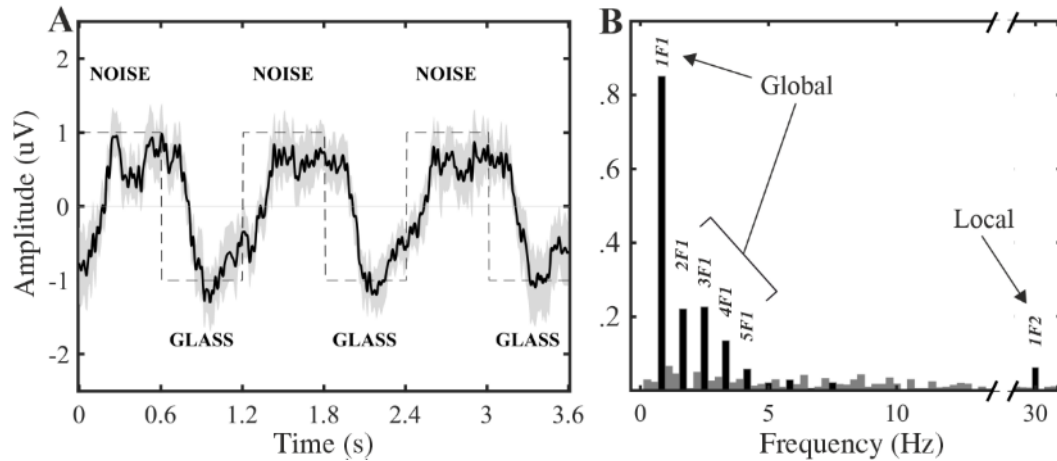 A
2
1
0
-1
-2
Amplitude (uV)
NOISE
NOISE
NOISE
GLASS
GLASS
GLASS
0
0.6
1.2
1.8
2.4
3
3.6
Time (s)
B
.8
.6
.4
.2
1F1
2F1
3F1
4F1
5F1
1F2
Global
Local
0
5
10
30
Frequency (Hz)